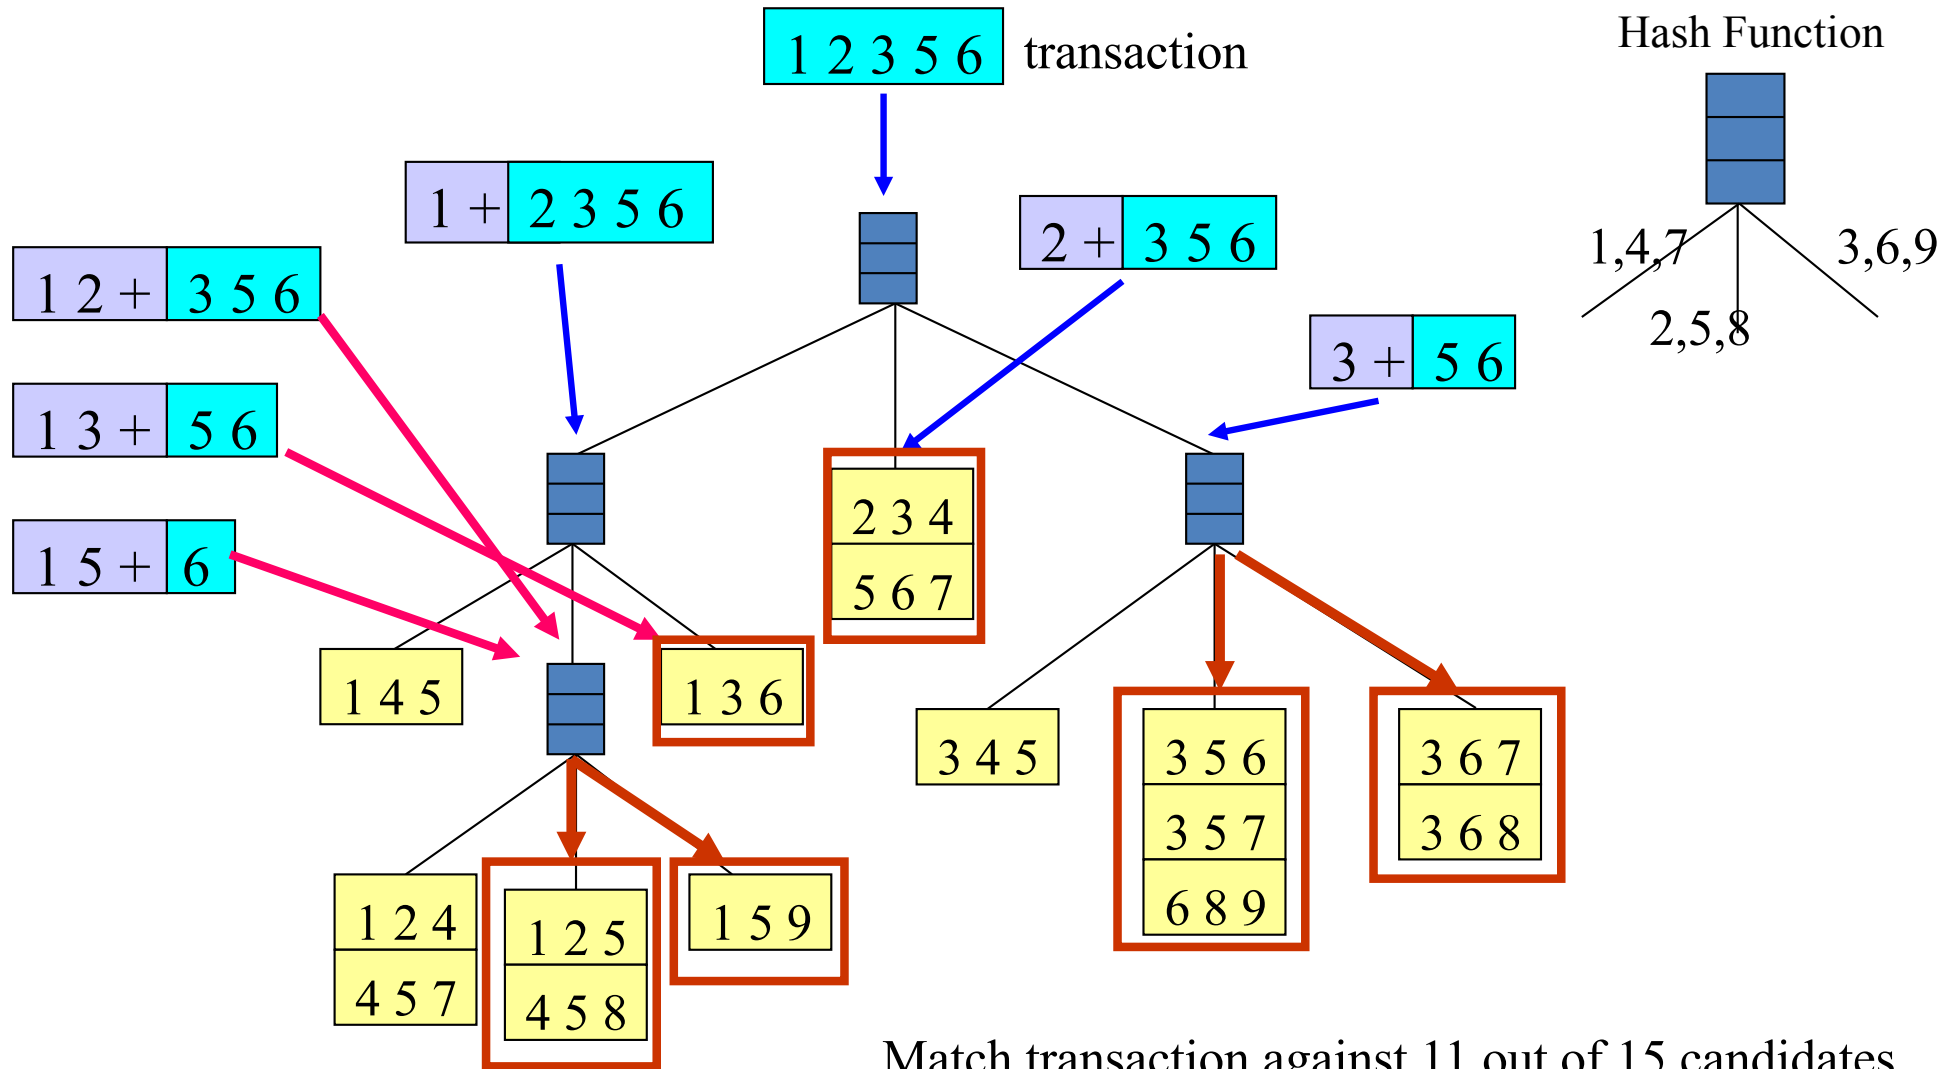 1 2 3 5 6 transaction
Hash Function
1 + 2 3 5 6
2 + 3 5 6
1,4,7
3,6,9
2,5,8
1 2 + 3 5 6
3 + 5 6
1 3 + 5 6
1 5 + 6
2 3 4
5 6 7
1 4 5
1 3 6
3 4 5
3 5 6
3 5 7
6 8 9
3 6 7
3 6 8
1 2 4
4 5 7
1 2 5
4 5 8
1 5 9
Match transaction against 11 out of 15 candidates